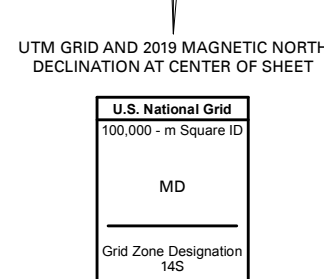 UTM GRID AND 2019 MAGNETIC NORTH
DECLINATION AT CENTER OF SHEET
U.S. National Grid
100,000 - m Square ID
MD
Grid Zone Designation
14S